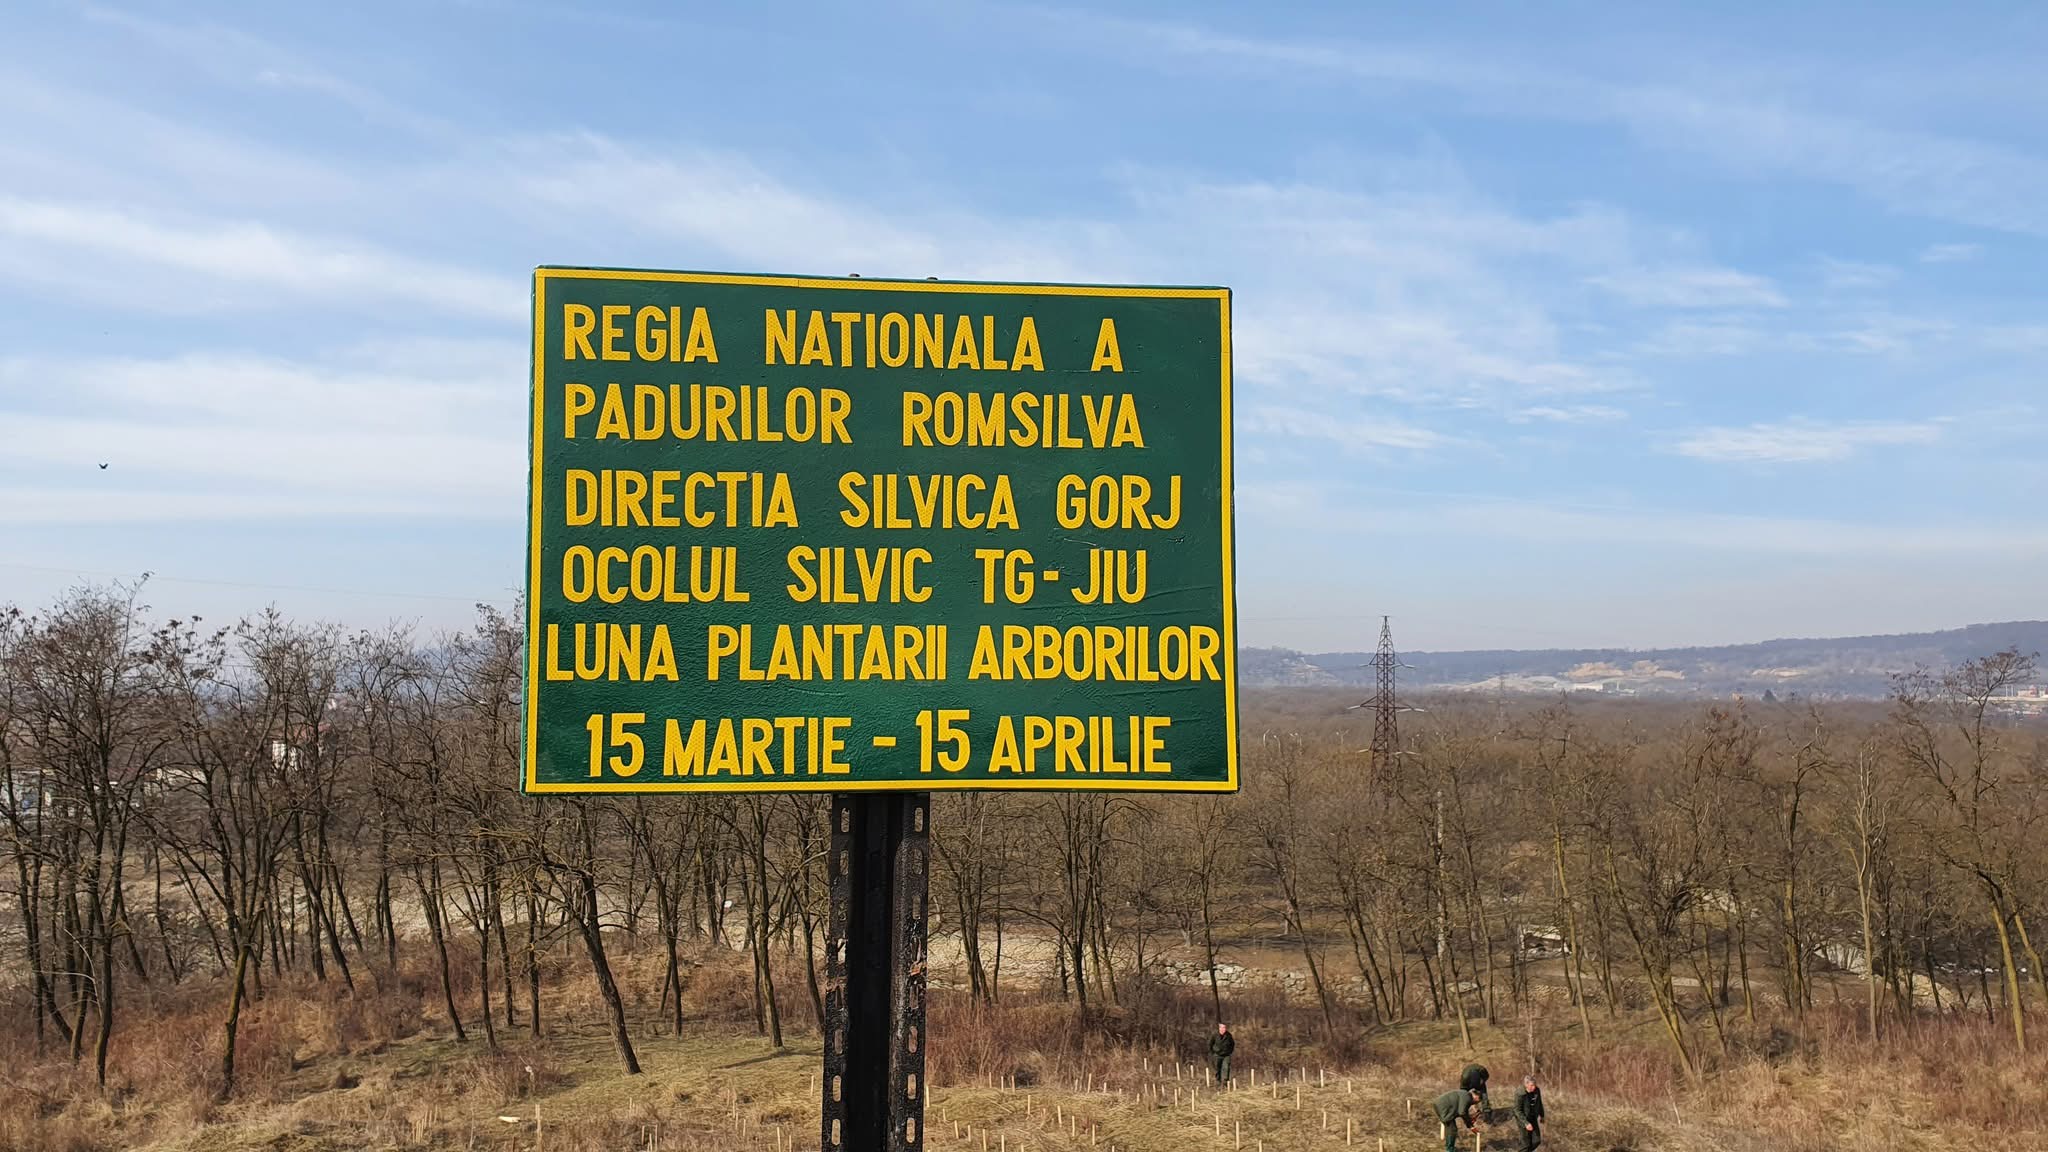 REGIA NATIONALA A
PADURILOR ROMSILVA
DIRECTIA SILVICA GORJ
OCOLUL SILVIC TG-JIU
LUNA PLANTARII ARBORILOR
15 MARTIE - 15 APRILIE